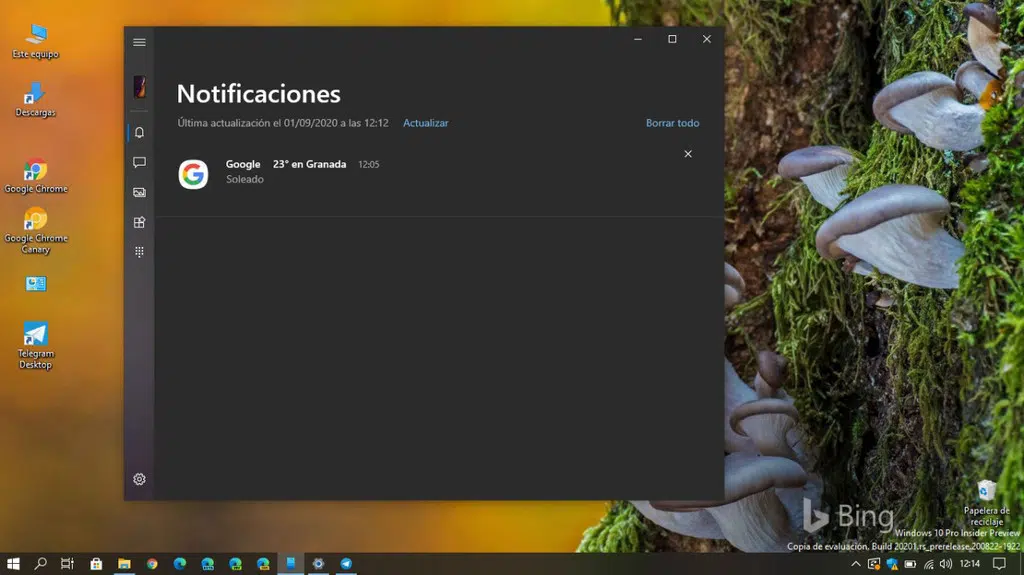 Este equipo
Descargas
Google Chrome
Google Chrome
Canary
Telegram
Desktop
Notificaciones
Última actualización el 01/09/2020 a las 12:12 Actualizar Borrar todo
Google 23° en Granada 12:05
Soleado
Bing
Papelera de
reciclaje
Windows 10 Pro Insider Preview
Copia de evaluación. Build 20201.rs_prerelease.200822-1922
12:14